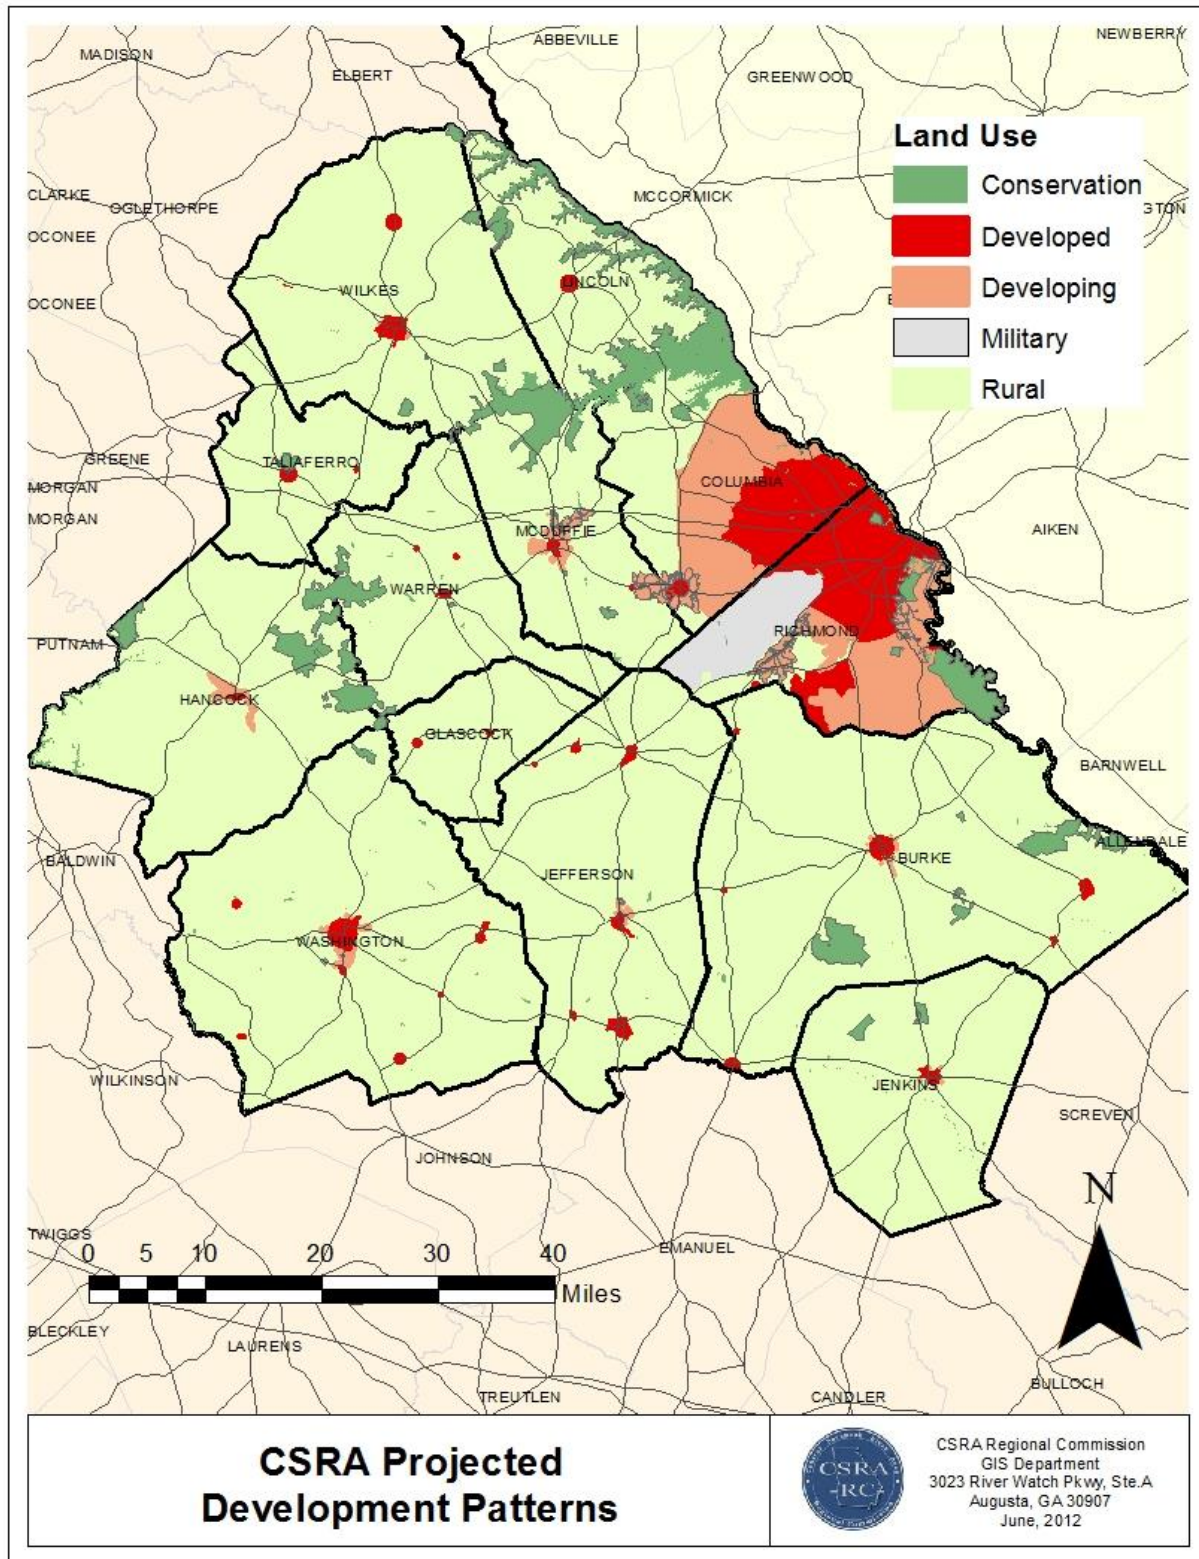 MADISON
ABBEVILLE
NEWBERRY
ELBERT
GREENWOOD
Land Use
Conservation
Developed
Developing
Military
Rural
CLARKE
OGLETHORPE
MCCORMICK
GTON
OCONEE
OCONEE
WILKES
LINCOLN
E
GREENE
TALIAFERRO
MORGAN
MORGAN
COLUMBIA
MCDUFFIE
AIKEN
WARREN
RICHMOND
PUTNAM
HANCOCK
GLASCOCK
BARNWELL
BALDWIN
JEFFERSON
BURKE
ALLENDALE
WASHINGTON
WILKINSON
JENKINS
SCREVEN
JOHNSON
N
TWIGGS
EMANUEL
0 5 10 20 30 40
Miles
BLECKLEY
LAURENS
TREUTLEN
CANDLER
BULLOCH
CSRA Projected
Development Patterns
CSRA
RC
CSRA Regional Commission
GIS Department
3023 River Watch Pkwy, Ste.A
Augusta, GA 30907
June, 2012